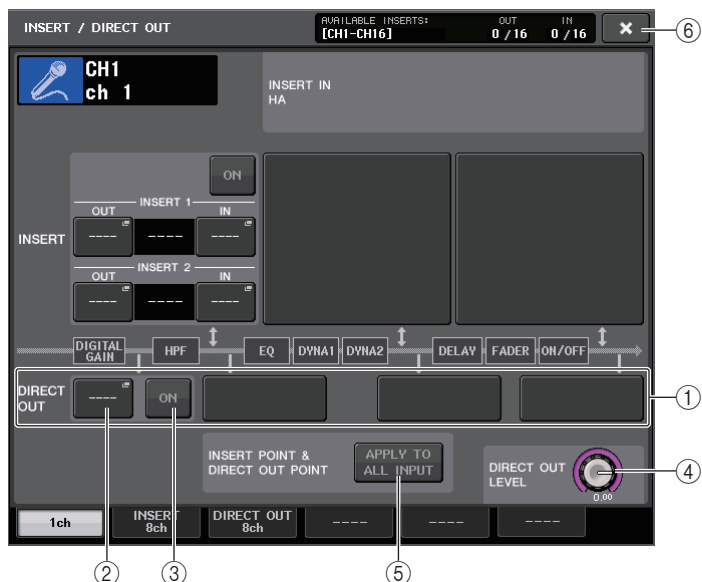 INSERT / DIRECT OUT
AVAILABLE INSERTS: OUT IN
[CH1-CH16] 0 /16 0 /16
×
⑥
CH1
ch 1
INSERT IN
HA
ON
INSERT 1
OUT IN
---- ---- ----
INSERT
INSERT 2
OUT IN
---- ---- ----
DIGITAL GAIN HPF EQ DYNA1 DYNA2 DELAY FADER ON/OFF
DIRECT OUT
---- ON
①
INSERT POINT &
DIRECT OUT POINT
APPLY TO
ALL INPUT
DIRECT OUT
LEVEL
0.00
④
1ch
INSERT
8ch
DIRECT OUT
8ch
---- ---- ----
② ③ ⑤